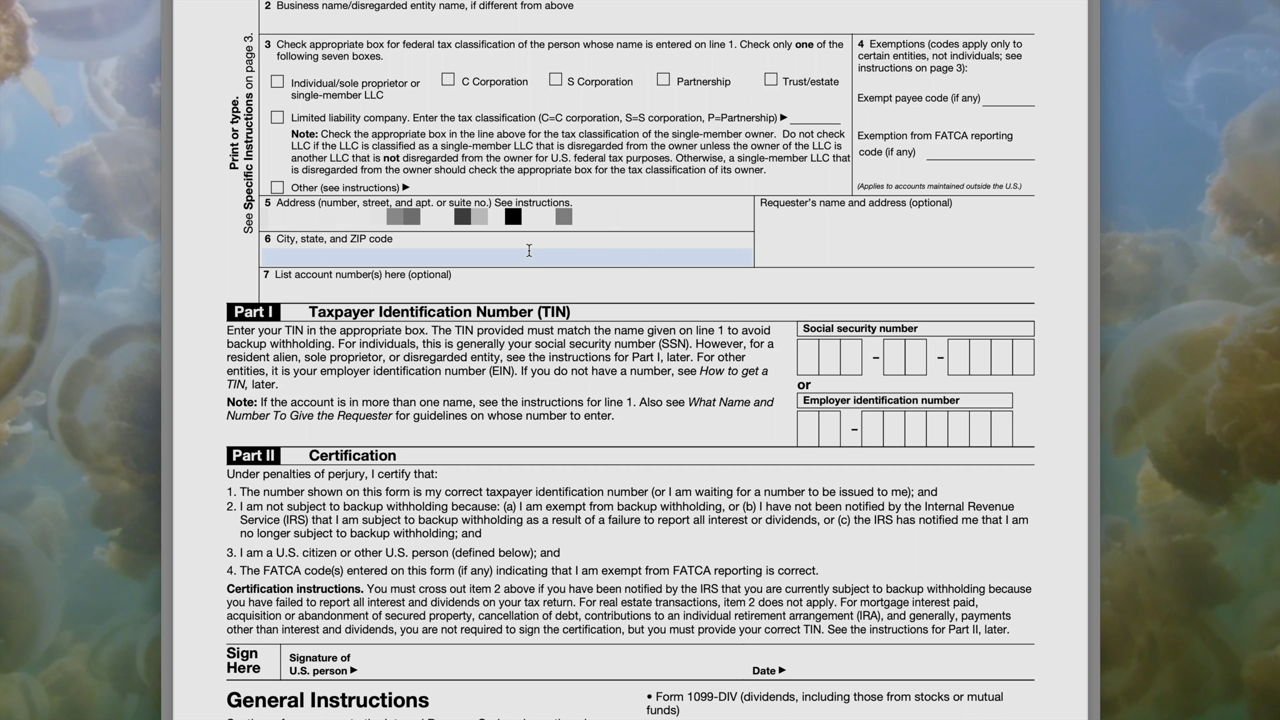 2 Business name/disregarded entity name, if different from above
Print or type.
See Specific Instructions on page 3.
3 Check appropriate box for federal tax classification of the person whose name is entered on line 1. Check only one of the
following seven boxes.
Individual/sole proprietor or
single-member LLC
C Corporation
S Corporation
Partnership
Trust/estate
Limited liability company. Enter the tax classification (C=C corporation, S=S corporation, P=Partnership) ▶
Note: Check the appropriate box in the line above for the tax classification of the single-member owner. Do not check
LLC if the LLC is classified as a single-member LLC that is disregarded from the owner unless the owner of the LLC is
another LLC that is not disregarded from the owner for U.S. federal tax purposes. Otherwise, a single-member LLC that
is disregarded from the owner should check the appropriate box for the tax classification of its owner.
Other (see instructions) ▶
4 Exemptions (codes apply only to
certain entities, not individuals; see
instructions on page 3):
Exempt payee code (if any)
Exemption from FATCA reporting
code (if any)
(Applies to accounts maintained outside the U.S.)
5 Address (number, street, and apt. or suite no.) See instructions.
Requester's name and address (optional)
6 City, state, and ZIP code
7 List account number(s) here (optional)
Part I Taxpayer Identification Number (TIN)
Enter your TIN in the appropriate box. The TIN provided must match the name given on line 1 to avoid
backup withholding. For individuals, this is generally your social security number (SSN). However, for a
resident alien, sole proprietor, or disregarded entity, see the instructions for Part I, later. For other
entities, it is your employer identification number (EIN). If you do not have a number, see How to get a
TIN, later.
Note: If the account is in more than one name, see the instructions for line 1. Also see What Name and
Number To Give the Requester for guidelines on whose number to enter.
Social security number
– –
or
Employer identification number
–
Part II Certification
Under penalties of perjury, I certify that:
1. The number shown on this form is my correct taxpayer identification number (or I am waiting for a number to be issued to me); and
2. I am not subject to backup withholding because: (a) I am exempt from backup withholding, or (b) I have not been notified by the Internal Revenue
Service (IRS) that I am subject to backup withholding as a result of a failure to report all interest or dividends, or (c) the IRS has notified me that I am
no longer subject to backup withholding; and
3. I am a U.S. citizen or other U.S. person (defined below); and
4. The FATCA code(s) entered on this form (if any) indicating that I am exempt from FATCA reporting is correct.
Certification instructions. You must cross out item 2 above if you have been notified by the IRS that you are currently subject to backup withholding because
you have failed to report all interest and dividends on your tax return. For real estate transactions, item 2 does not apply. For mortgage interest paid,
acquisition or abandonment of secured property, cancellation of debt, contributions to an individual retirement arrangement (IRA), and generally, payments
other than interest and dividends, you are not required to sign the certification, but you must provide your correct TIN. See the instructions for Part II, later.
Sign
Here
Signature of
U.S. person ▶
Date ▶
General Instructions
• Form 1099-DIV (dividends, including those from stocks or mutual
funds)